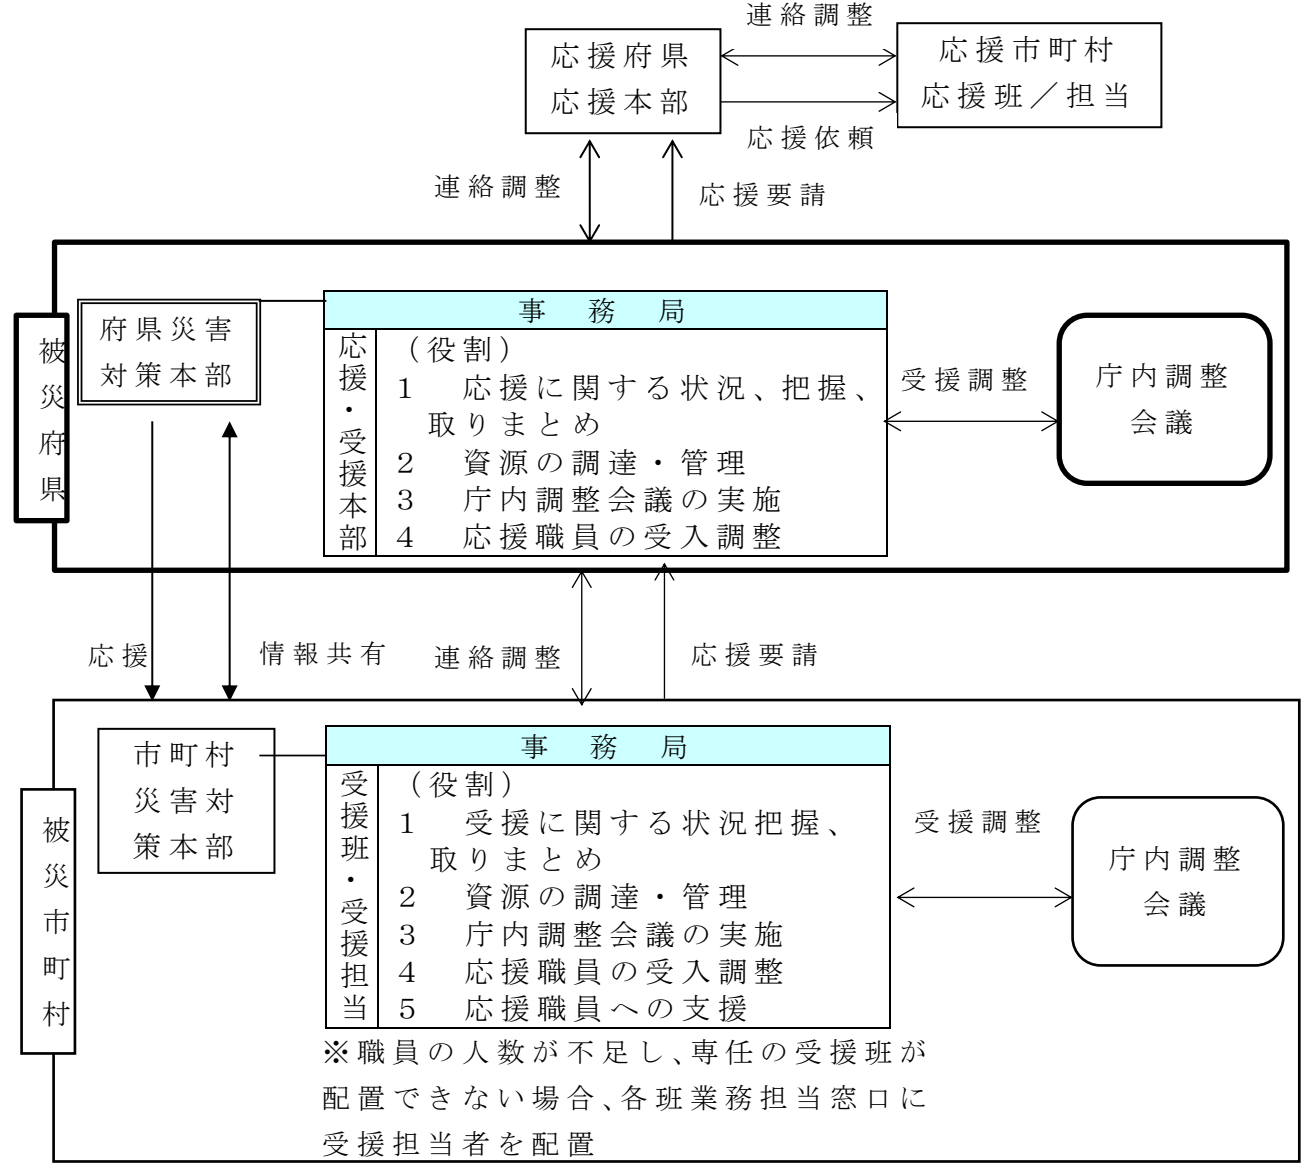 連絡調整
応援府県
応援本部
応援市町村
応援班／担当
応援依頼
連絡調整
応援要請
被災府県
府県災害
対策本部
事務局
応援・受援本部
（役割）
１　応援に関する状況、把握、
取りまとめ
２　資源の調達・管理
３　庁内調整会議の実施
４　応援職員の受入調整
受援調整
庁内調整
会議
応援
情報共有
連絡調整
応援要請
被災市町村
市町村
災害対
策本部
事務局
受援班・受援担当
（役割）
１　受援に関する状況把握、
取りまとめ
２　資源の調達・管理
３　庁内調整会議の実施
４　応援職員の受入調整
５　応援職員への支援
受援調整
庁内調整
会議
※職員の人数が不足し、専任の受援班が
配置できない場合、各班業務担当窓口に
受援担当者を配置